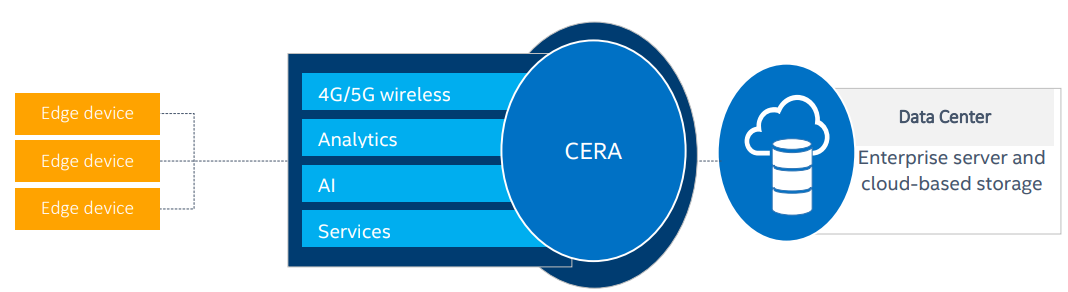 Edge device
Edge device
Edge device
4G/5G wireless
Analytics
AI
Services
CERA
Data Center
Enterprise server and
cloud-based storage